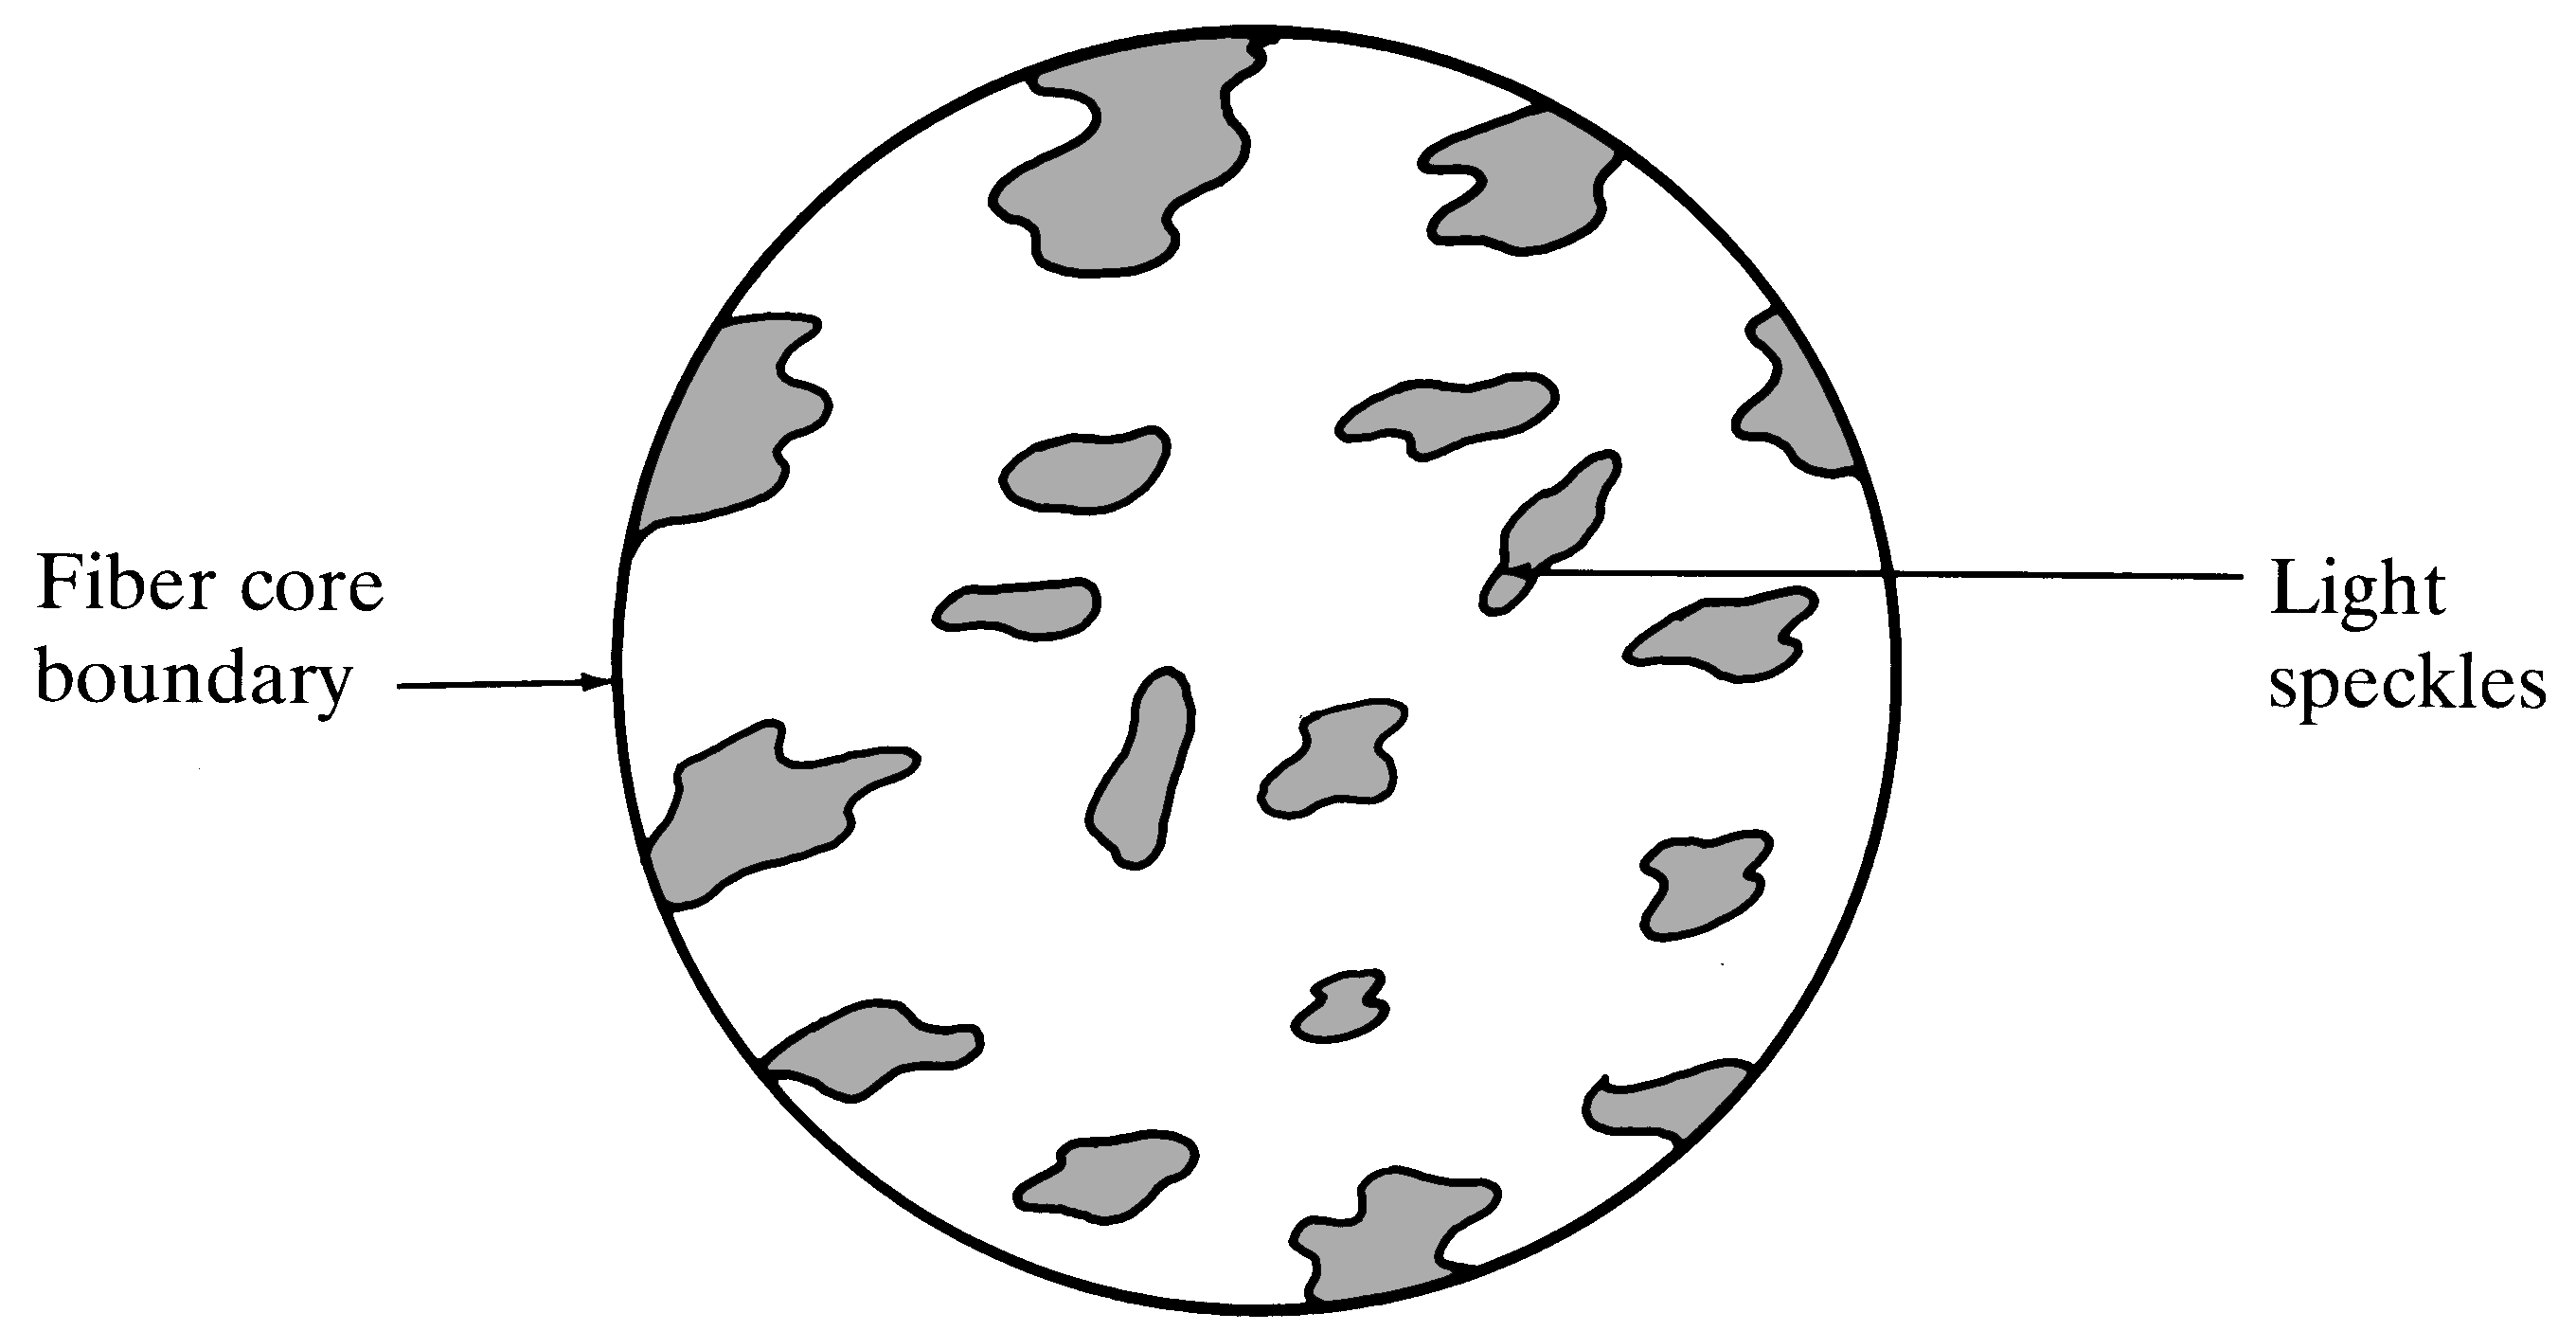 Fiber core
boundary
Light
speckles